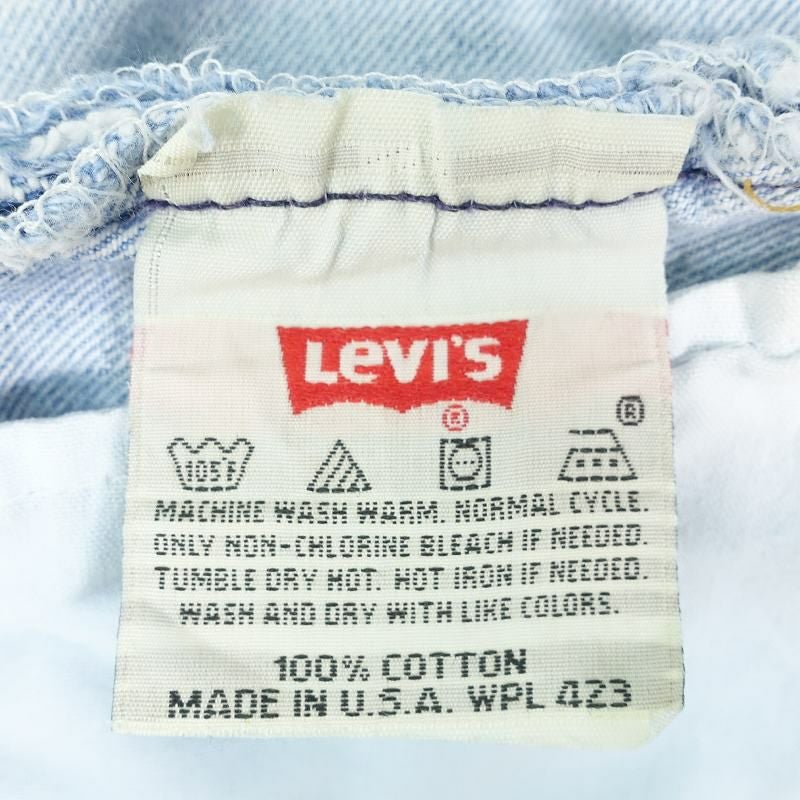 Levi's
®
®
105F
MACHINE WASH WARM. NORMAL CYCLE.
ONLY NON-CHLORINE BLEACH IF NEEDED.
TUMBLE DRY HOT. HOT IRON IF NEEDED.
WASH AND DRY WITH LIKE COLORS.
100% COTTON
MADE IN U.S.A. WPL 423